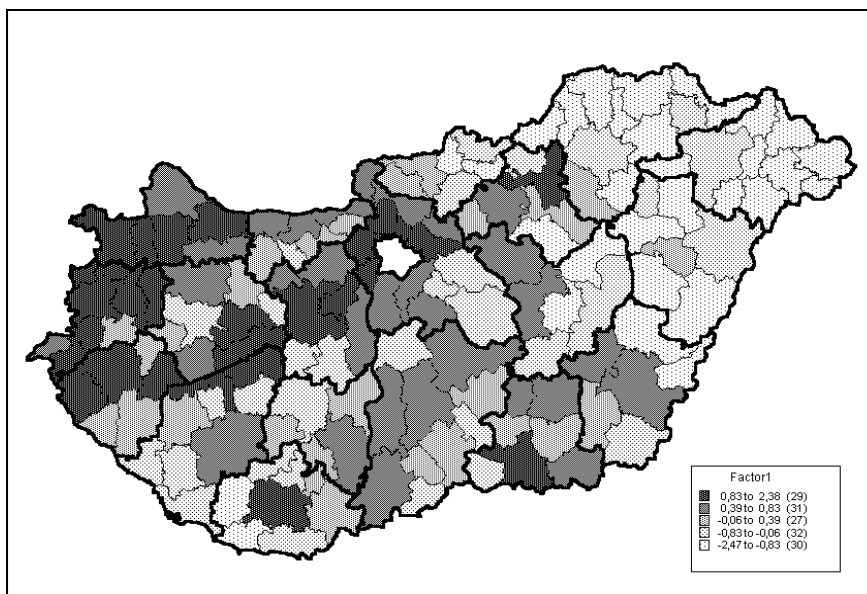 Factor1
0,83 to 2,38 (29)
0,39 to 0,83 (31)
-0,06 to 0,39 (27)
-0,83 to -0,06 (32)
-2,47 to -0,83 (30)